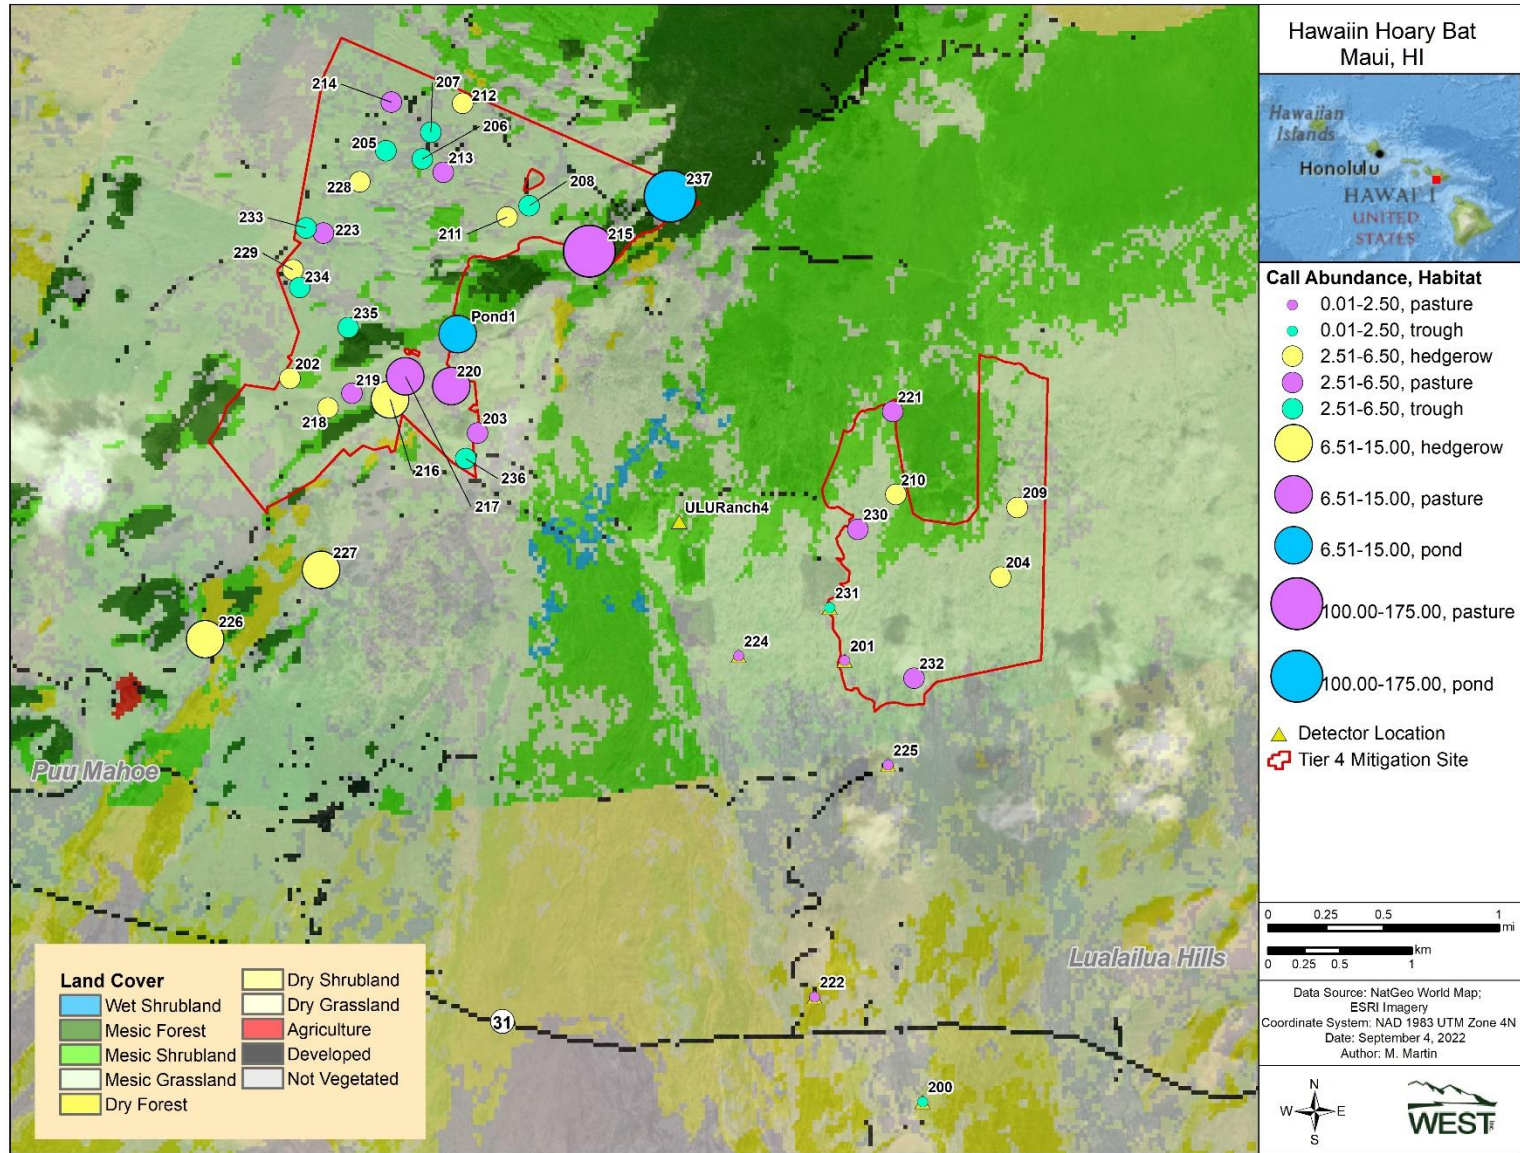 Hawaiin Hoary Bat
Maui, HI
Hawaiian
Islands
Honolulu
HAWAI'I
UNITED
STATES
Call Abundance, Habitat
0.01-2.50, pasture
0.01-2.50, trough
2.51-6.50, hedgerow
2.51-6.50, pasture
2.51-6.50, trough
6.51-15.00, hedgerow
6.51-15.00, pasture
6.51-15.00, pond
100.00-175.00, pasture
100.00-175.00, pond
Detector Location
Tier 4 Mitigation Site
0 0.25 0.5 1
mi
km
0 0.25 0.5 1
Data Source: NatGeo World Map;
ESRI Imagery
Coordinate System: NAD 1983 UTM Zone 4N
Date: September 4, 2022
Author: M. Martin
N
W E
S
WEST Inc.
214
207
212
206
205
213
228
208
237
233
223
211
215
229
234
235
Pond1
202
219
220
218
203
216
236
217
221
210
209
230
ULURanch4
204
227
231
226
224
201
232
225
Puu Mahoe
Lualailua Hills
222
31
200
Land Cover
Wet Shrubland
Mesic Forest
Mesic Shrubland
Mesic Grassland
Dry Forest
Dry Shrubland
Dry Grassland
Agriculture
Developed
Not Vegetated